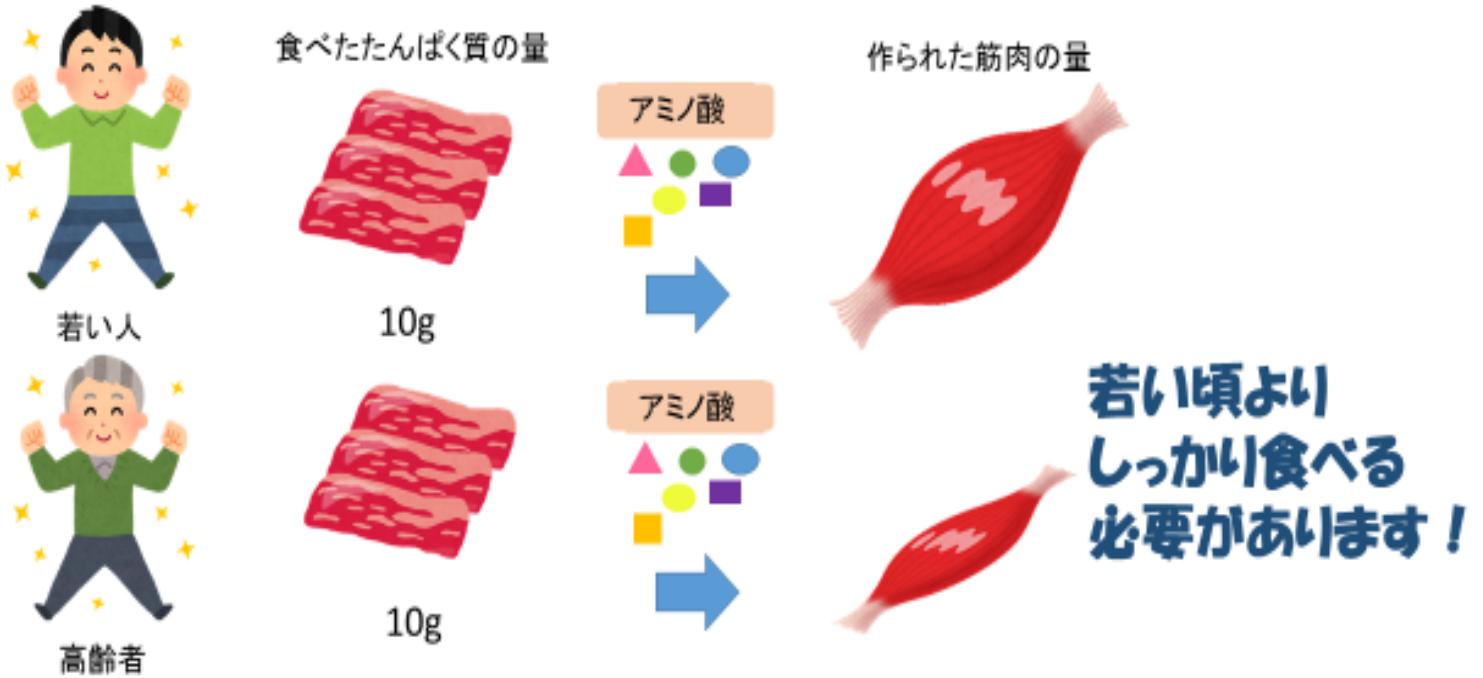 食べたたんぱく質の量
作られた筋肉の量
アミノ酸
10g
若い人
アミノ酸
10g
高齢者
若い頃より
しっかり食べる
必要があります！